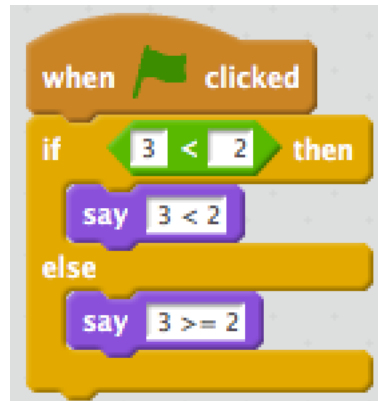 when clicked
if 3 < 2 then
say 3 < 2
else
say 3 >= 2